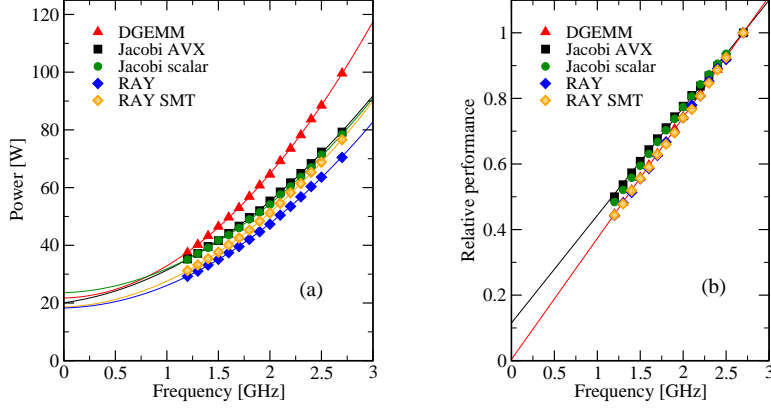 120
100
80
60
40
20
0
Power [W]
DGEMM
Jacobi AVX
Jacobi scalar
RAY
RAY SMT
(a)
0 0.5 1 1.5 2 2.5 3
Frequency [GHz]
1
0.8
0.6
0.4
0.2
0
Relative performance
DGEMM
Jacobi AVX
Jacobi scalar
RAY
RAY SMT
(b)
0 0.5 1 1.5 2 2.5 3
Frequency [GHz]